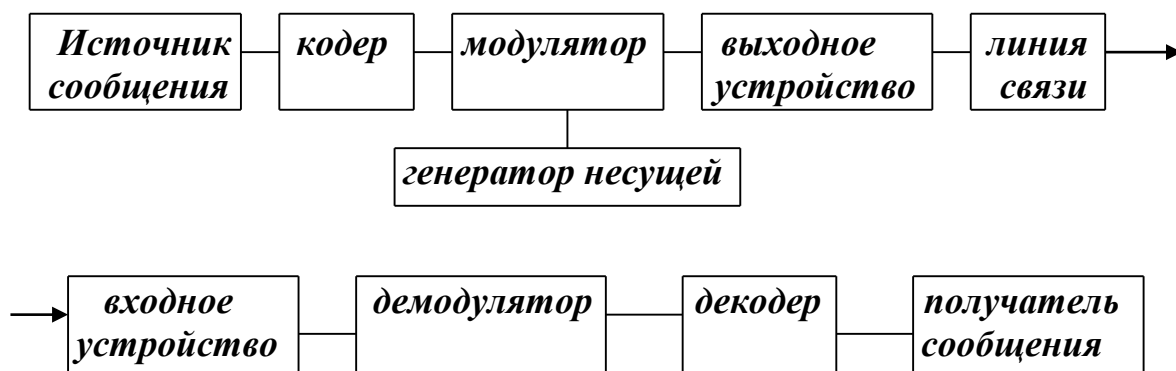 Источник кодер модулятор выходное линия
сообщения устройство связи
генератор несущей
входное демодулятор декодер получатель
устройство сообщения